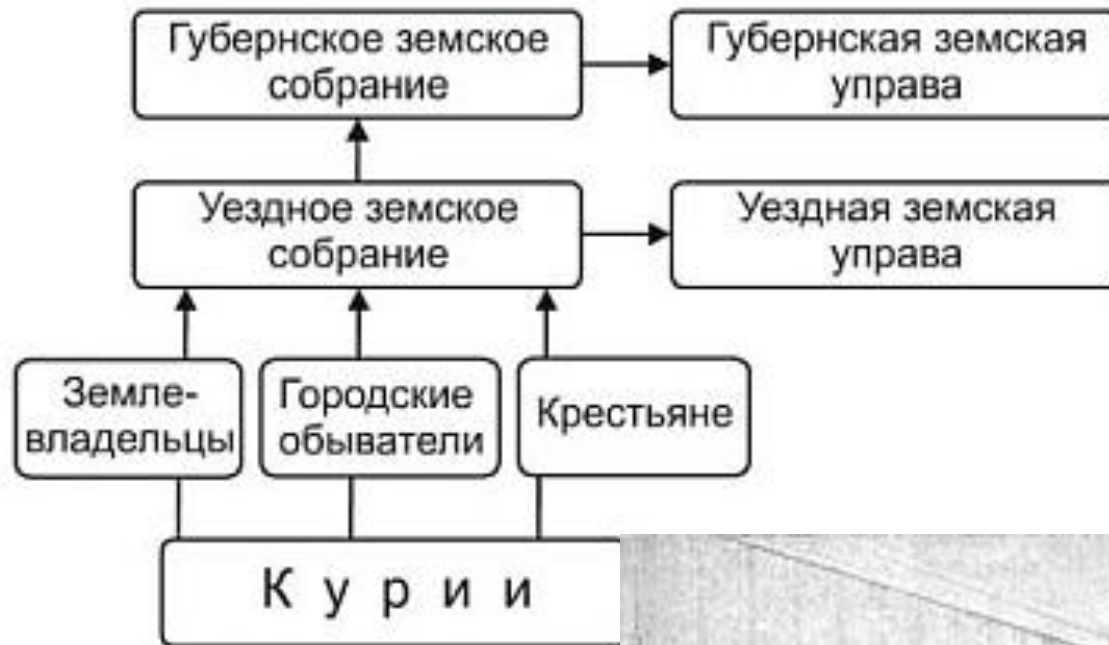 Губернское земское
собрание
Губернская земская
управа
Уездное земское
собрание
Уездная земская
управа
Земле-
владельцы
Городские
обыватели
Крестьяне
К у р и и